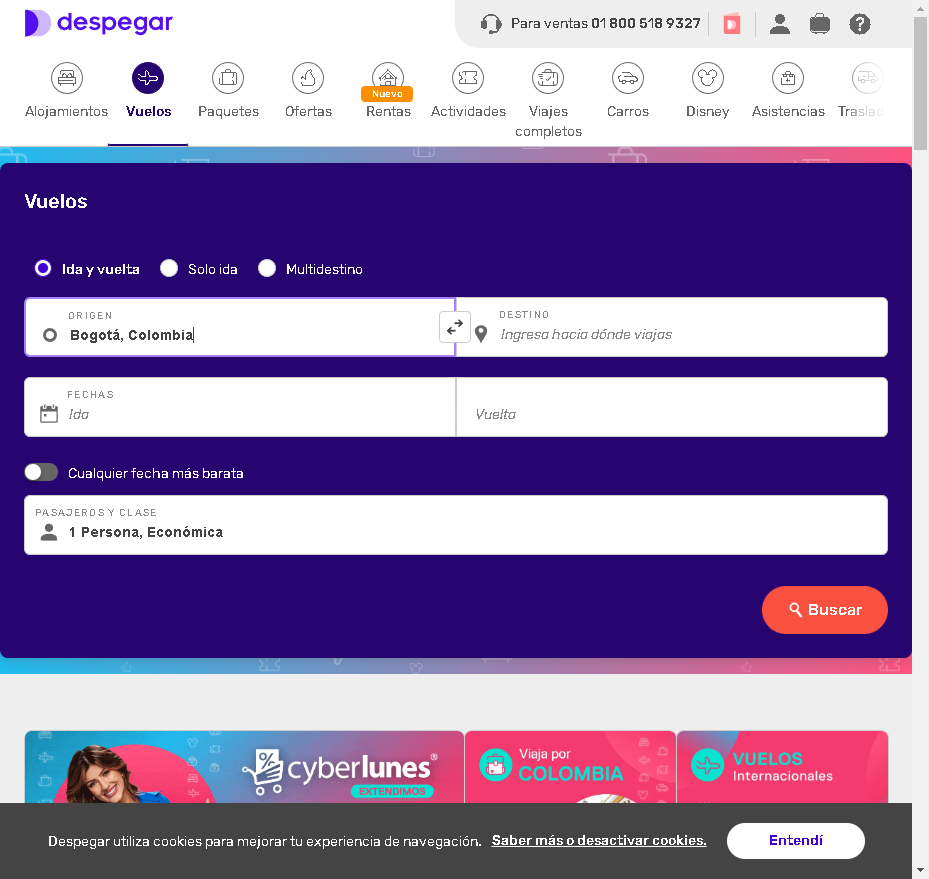 despegar
Para ventas 01 800 518 9327
Alojamientos
Vuelos
Paquetes
Ofertas
Nuevo
Rentas
Actividades
Viajes
completos
Carros
Disney
Asistencias
Traslad
Vuelos
Ida y vuelta
Solo ida
Multidestino
ORIGEN
Bogotá, Colombia
DESTINO
Ingresa hacia dónde viajas
FECHAS
Ida
Vuelta
Cualquier fecha más barata
PASAJEROS Y CLASE
1 Persona, Económica
Buscar
cyberlunes®
EXTENDIMOS
Viaja por
COLOMBIA
VUELOS
Internacionales
Despegar utiliza cookies para mejorar tu experiencia de navegación. Saber más o desactivar cookies.
Entendí